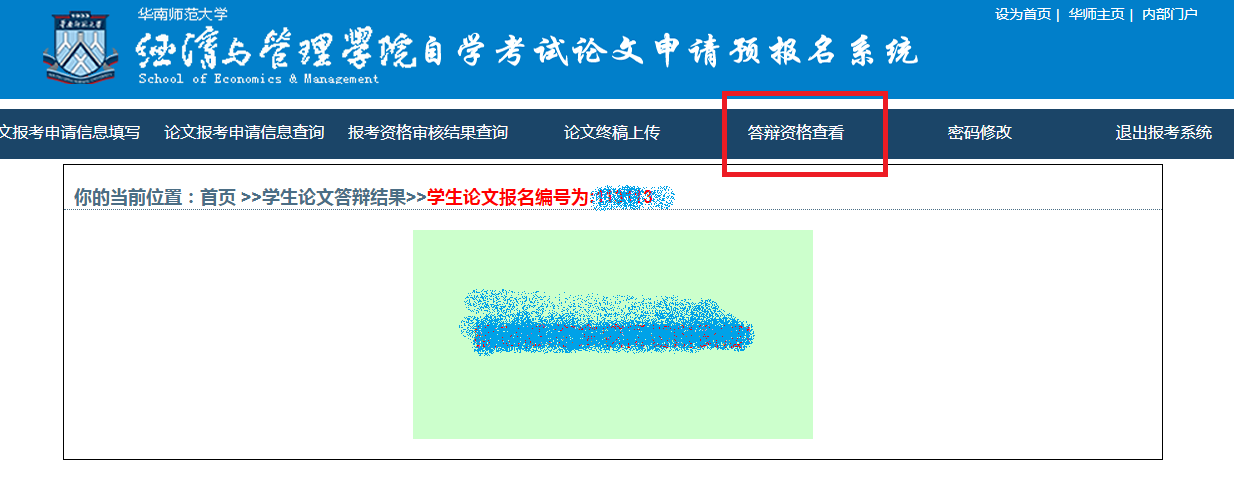 华南师范大学
设为首页 | 华师主页 | 内部门户
经济与管理学院自学考试论文申请预报名系统
School of Economics & Management
文报考申请信息填写 论文报考申请信息查询 报考资格审核结果查询 论文终稿上传 答辩资格查看 密码修改 退出报考系统
你的当前位置：首页 >>学生论文答辩结果>>学生论文报名编号为: